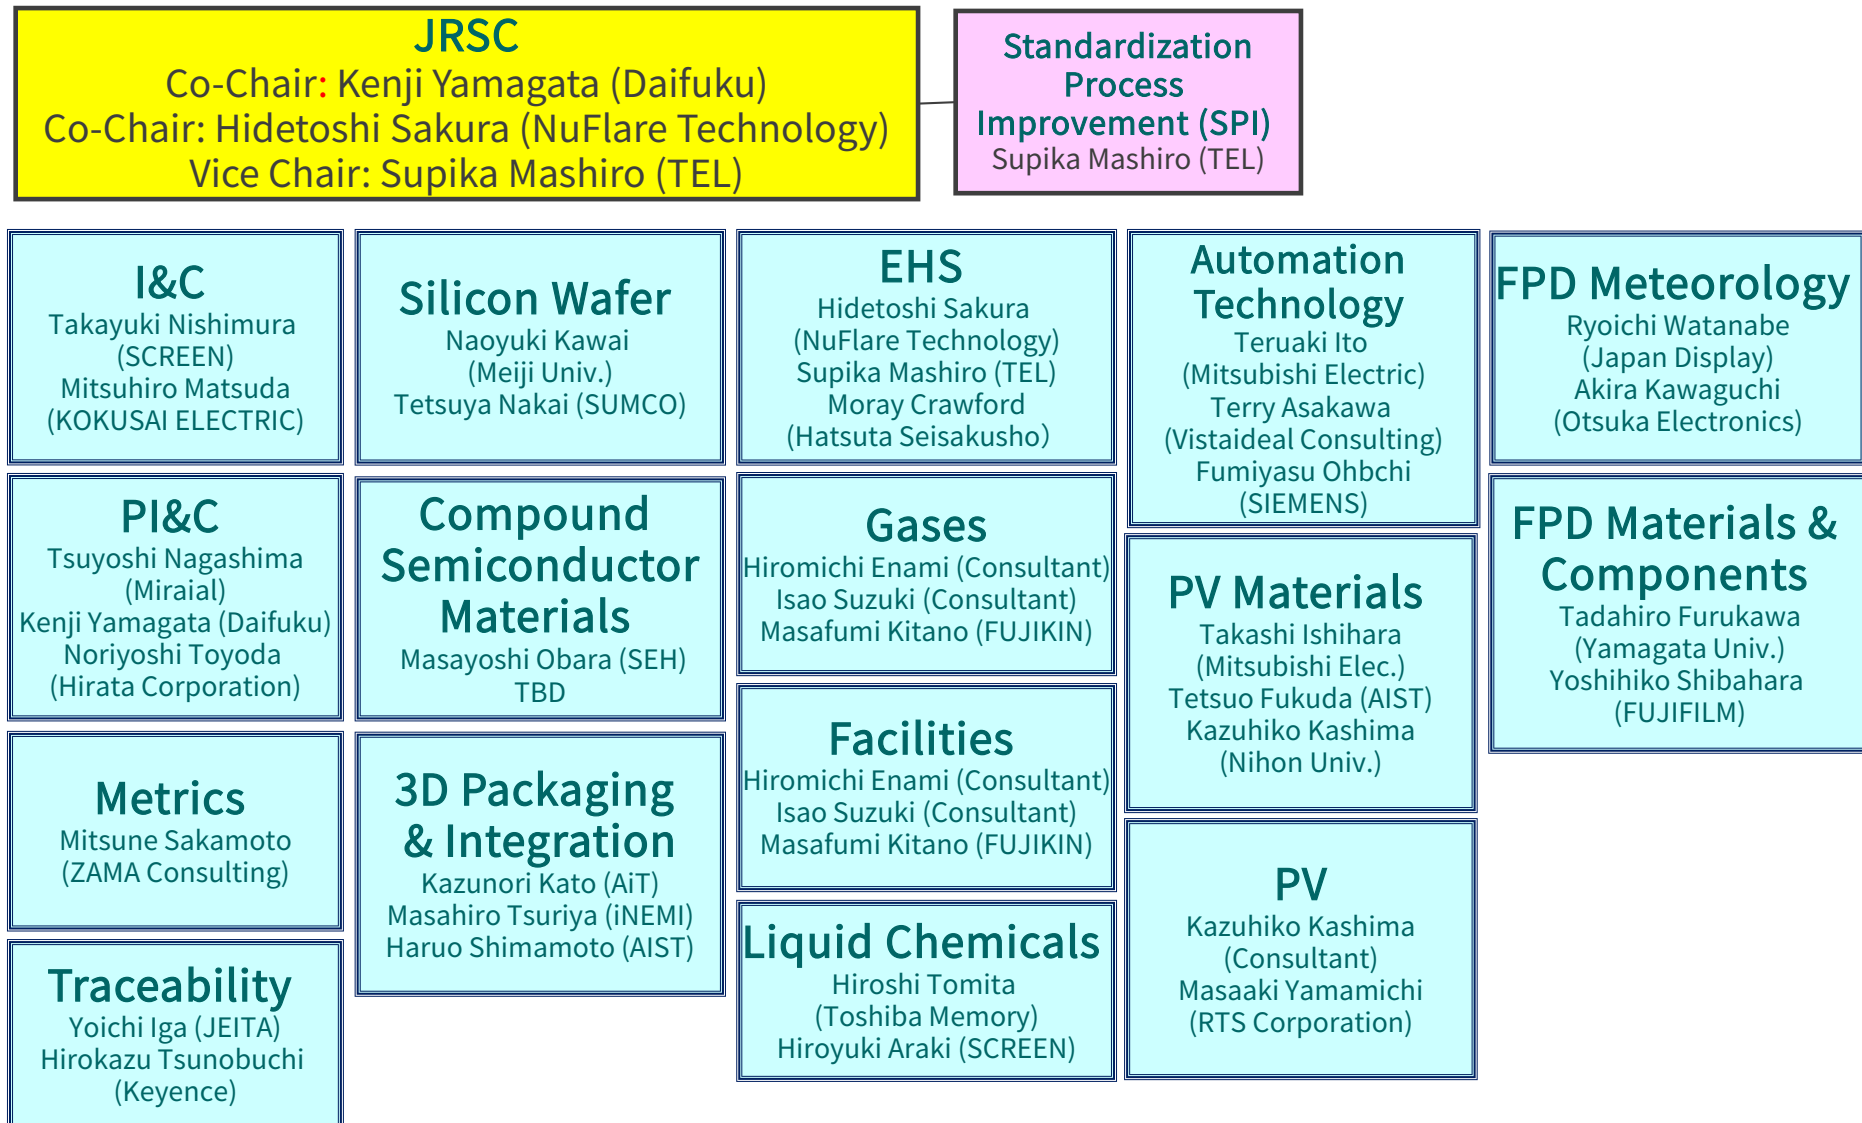 JRSC
Co-Chair: Kenji Yamagata (Daifuku)
Co-Chair: Hidetoshi Sakura (NuFlare Technology)
Vice Chair: Supika Mashiro (TEL)
Standardization
Process
Improvement (SPI)
Supika Mashiro (TEL)
I&C
Takayuki Nishimura
(SCREEN)
Mitsuhiro Matsuda
(KOKUSAI ELECTRIC)
Silicon Wafer
Naoyuki Kawai
(Meiji Univ.)
Tetsuya Nakai (SUMCO)
EHS
Hidetoshi Sakura
(NuFlare Technology)
Supika Mashiro (TEL)
Moray Crawford
(Hatsuta Seisakusho）
Automation
Technology
Teruaki Ito
(Mitsubishi Electric)
Terry Asakawa
(Vistaideal Consulting)
Fumiyasu Ohbchi
(SIEMENS)
FPD Meteorology
Ryoichi Watanabe
(Japan Display)
Akira Kawaguchi
(Otsuka Electronics)
PI&C
Tsuyoshi Nagashima
(Miraial)
Kenji Yamagata (Daifuku)
Noriyoshi Toyoda
(Hirata Corporation)
Compound
Semiconductor
Materials
Masayoshi Obara (SEH)
TBD
Gases
Hiromichi Enami (Consultant)
Isao Suzuki (Consultant)
Masafumi Kitano (FUJIKIN)
PV Materials
Takashi Ishihara
(Mitsubishi Elec.)
Tetsuo Fukuda (AIST)
Kazuhiko Kashima
(Nihon Univ.)
FPD Materials &
Components
Tadahiro Furukawa
(Yamagata Univ.)
Yoshihiko Shibahara
(FUJIFILM)
Metrics
Mitsune Sakamoto
(ZAMA Consulting)
3D Packaging
& Integration
Kazunori Kato (AiT)
Masahiro Tsuriya (iNEMI)
Haruo Shimamoto (AIST)
Facilities
Hiromichi Enami (Consultant)
Isao Suzuki (Consultant)
Masafumi Kitano (FUJIKIN)
PV
Kazuhiko Kashima
(Consultant)
Masaaki Yamamichi
(RTS Corporation)
Traceability
Yoichi Iga (JEITA)
Hirokazu Tsunobuchi
(Keyence)
Liquid Chemicals
Hiroshi Tomita
(Toshiba Memory)
Hiroyuki Araki (SCREEN)